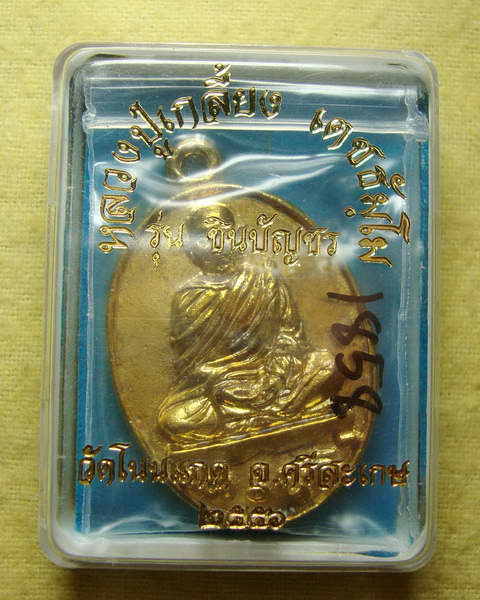 หลวงปู่เกลี้ยง เตชธมฺโม
รุ่น ชินบัญชร
1859
วัดโนนแกด จ.ศรีสะเกษ
๒๕๕๖